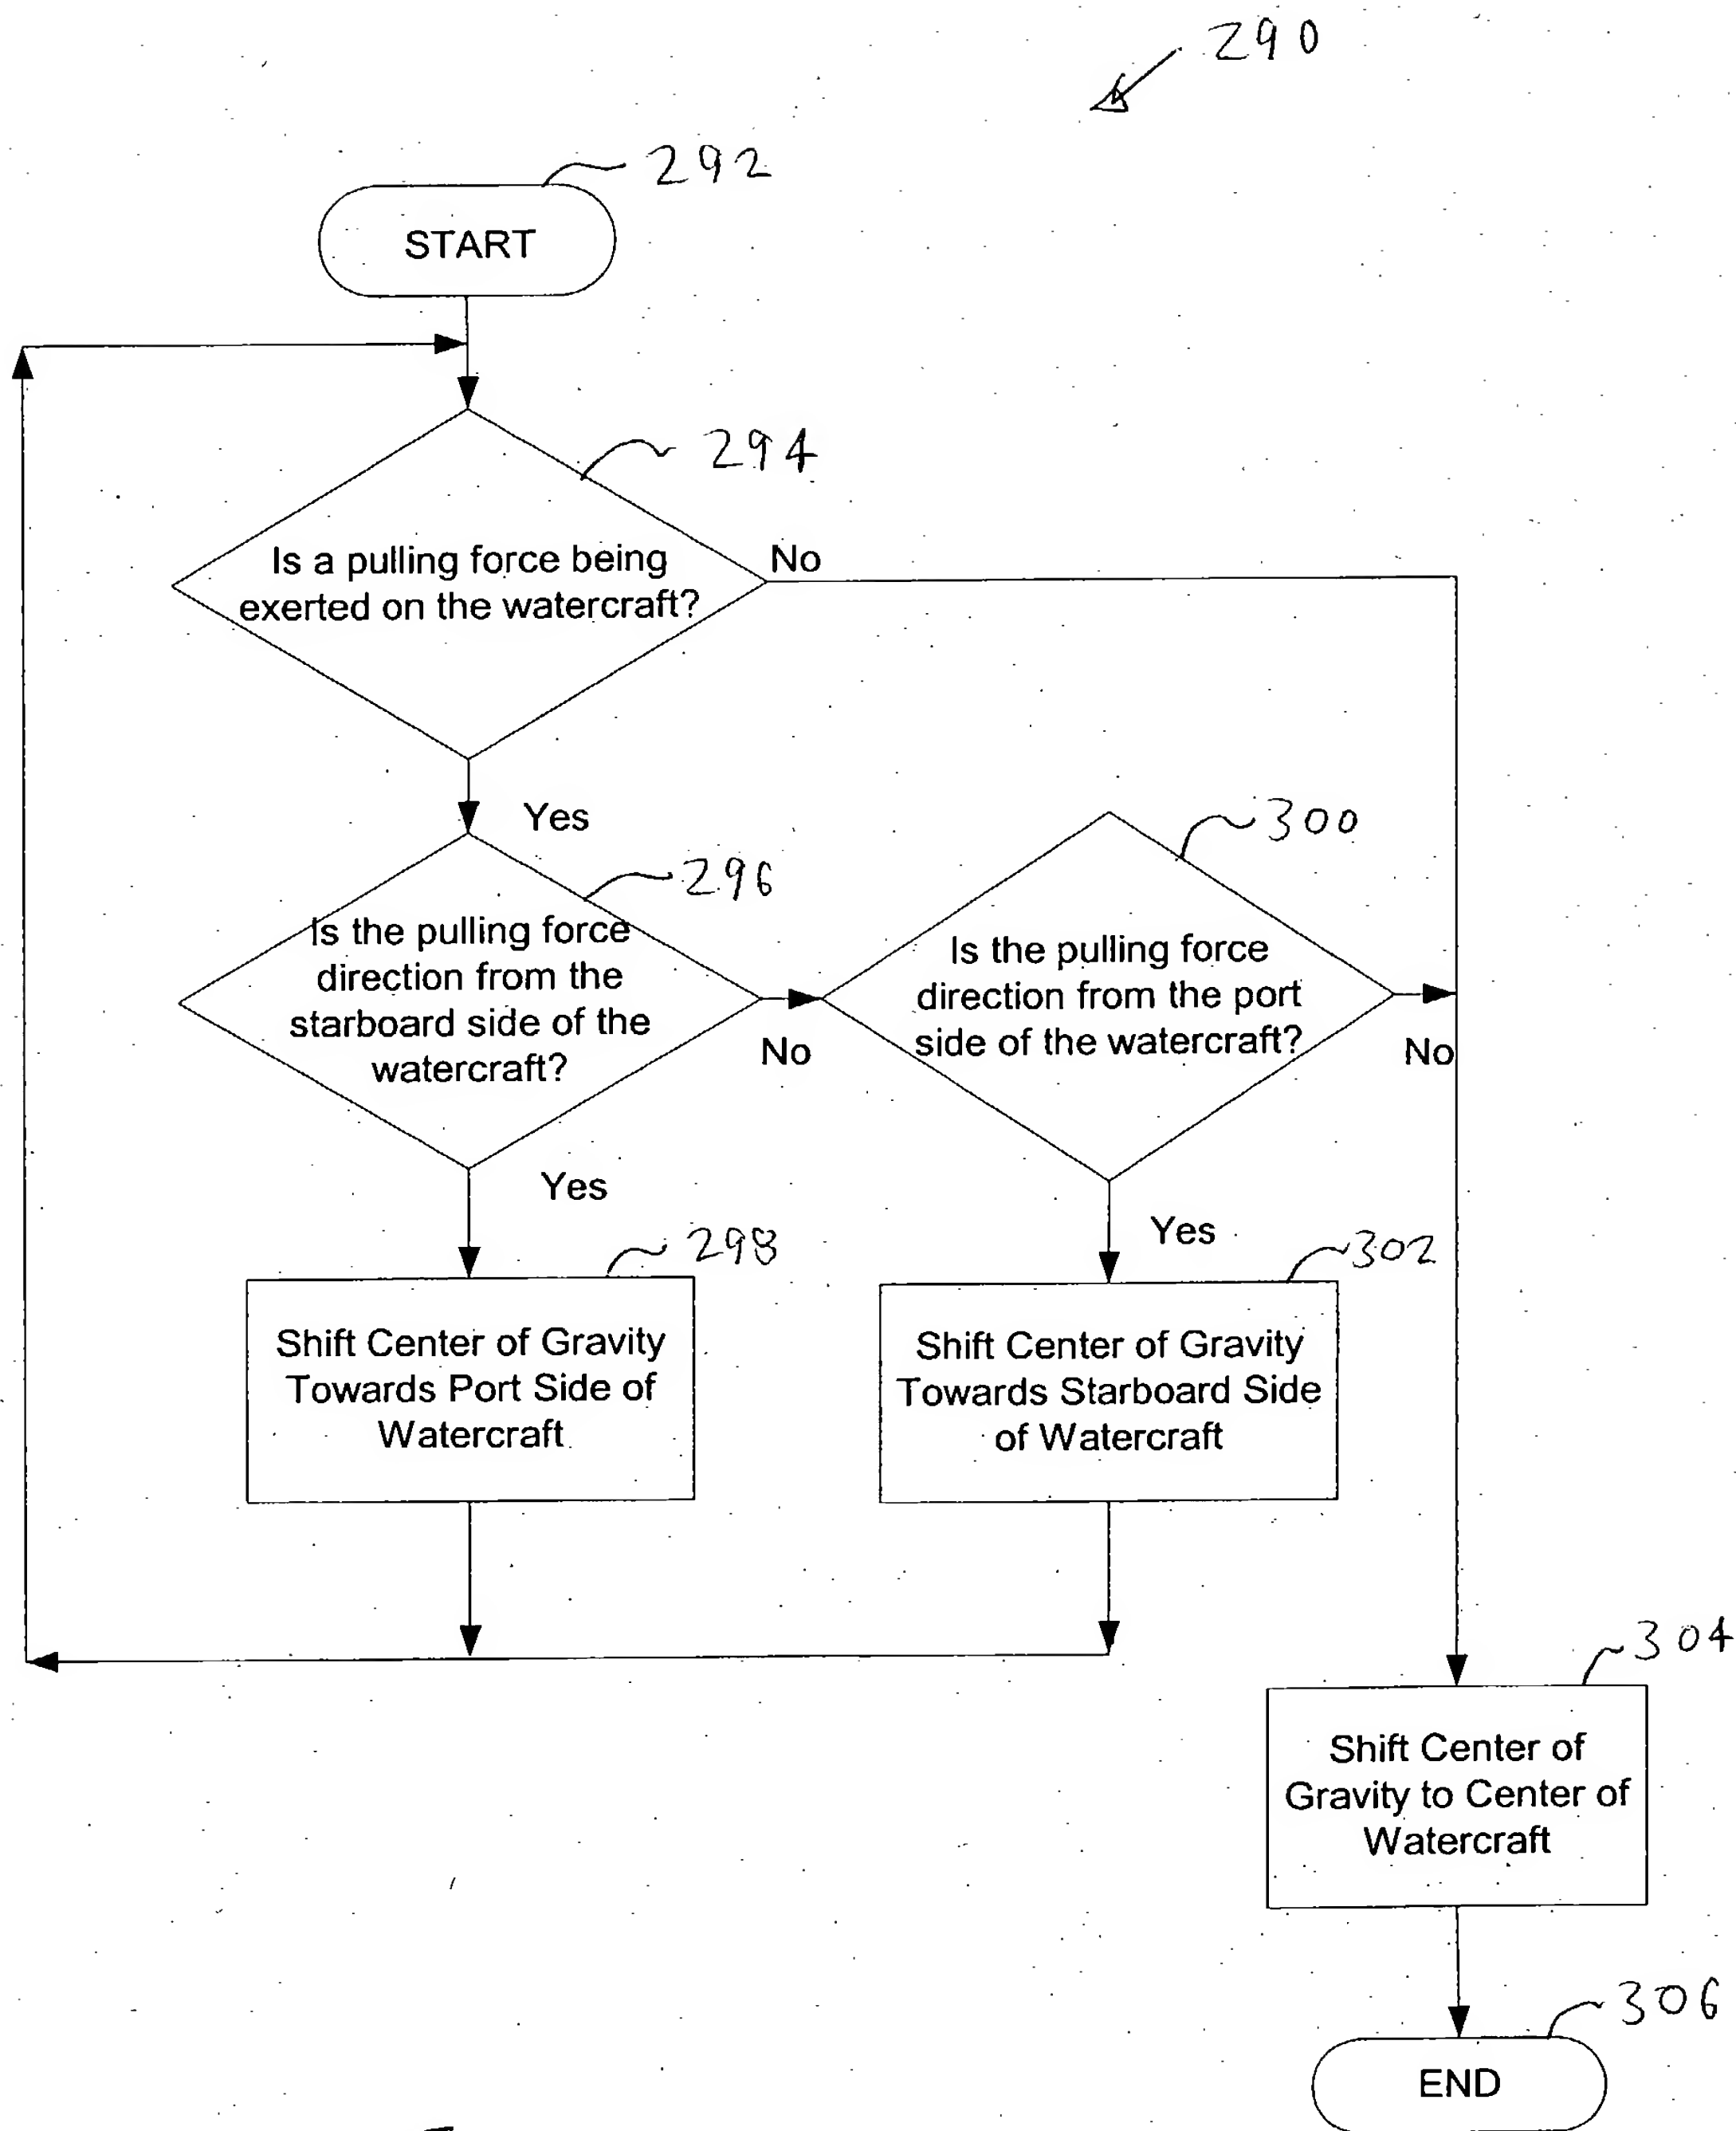 290
292
START
294
Is a pulling force being
exerted on the watercraft?
No
Yes
296
Is the pulling force
direction from the
starboard side of the
watercraft?
No
300
Is the pulling force
direction from the port
side of the watercraft?
No
Yes
298
Shift Center of Gravity
Towards Port Side of
Watercraft
Yes
302
Shift Center of Gravity
Towards Starboard Side
of Watercraft
304
Shift Center of
Gravity to Center of
Watercraft
306
END